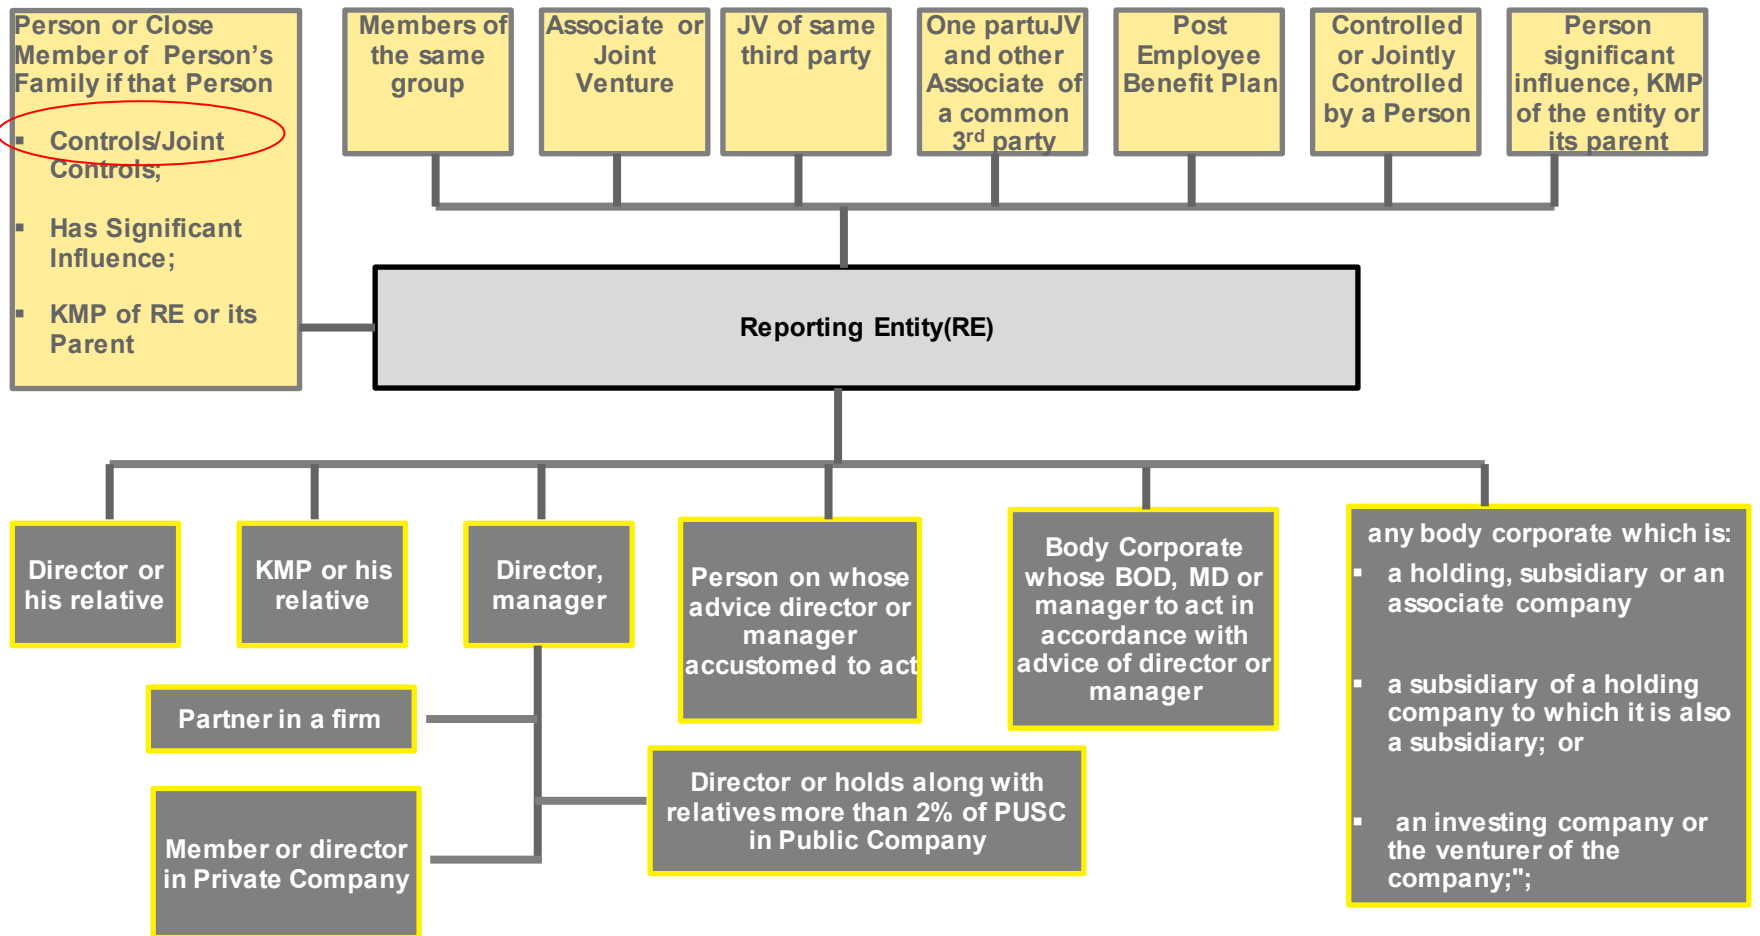 Person or Close
Member of Person's
Family if that Person
▪ Controls/Joint
Controls;
▪ Has Significant
Influence;
▪ KMP of RE or its
Parent
Members of
the same
group
Associate or
Joint
Venture
JV of same
third party
One partuJV
and other
Associate of
a common
3rd party
Post
Employee
Benefit Plan
Controlled
or Jointly
Controlled
by a Person
Person
significant
influence, KMP
of the entity or
its parent
Reporting Entity(RE)
Director or
his relative
KMP or his
relative
Director,
manager
Person on whose
advice director or
manager
accustomed to act
Body Corporate
whose BOD, MD or
manager to act in
accordance with
advice of director or
manager
any body corporate which is:
▪ a holding, subsidiary or an
associate company
▪ a subsidiary of a holding
company to which it is also
a subsidiary; or
▪ an investing company or
the venturer of the
company;";
Partner in a firm
Director or holds along with
relatives more than 2% of PUSC
in Public Company
Member or director
in Private Company